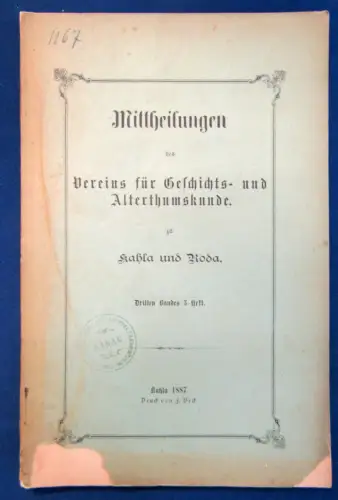 1167
Mittheilungen
des
Vereins für Geschichts- und
Alterthumskunde.
zu
Kahla und Roda.
Dritten Bandes 3. Heft.
Kahla 1887
Druck von J. Beck